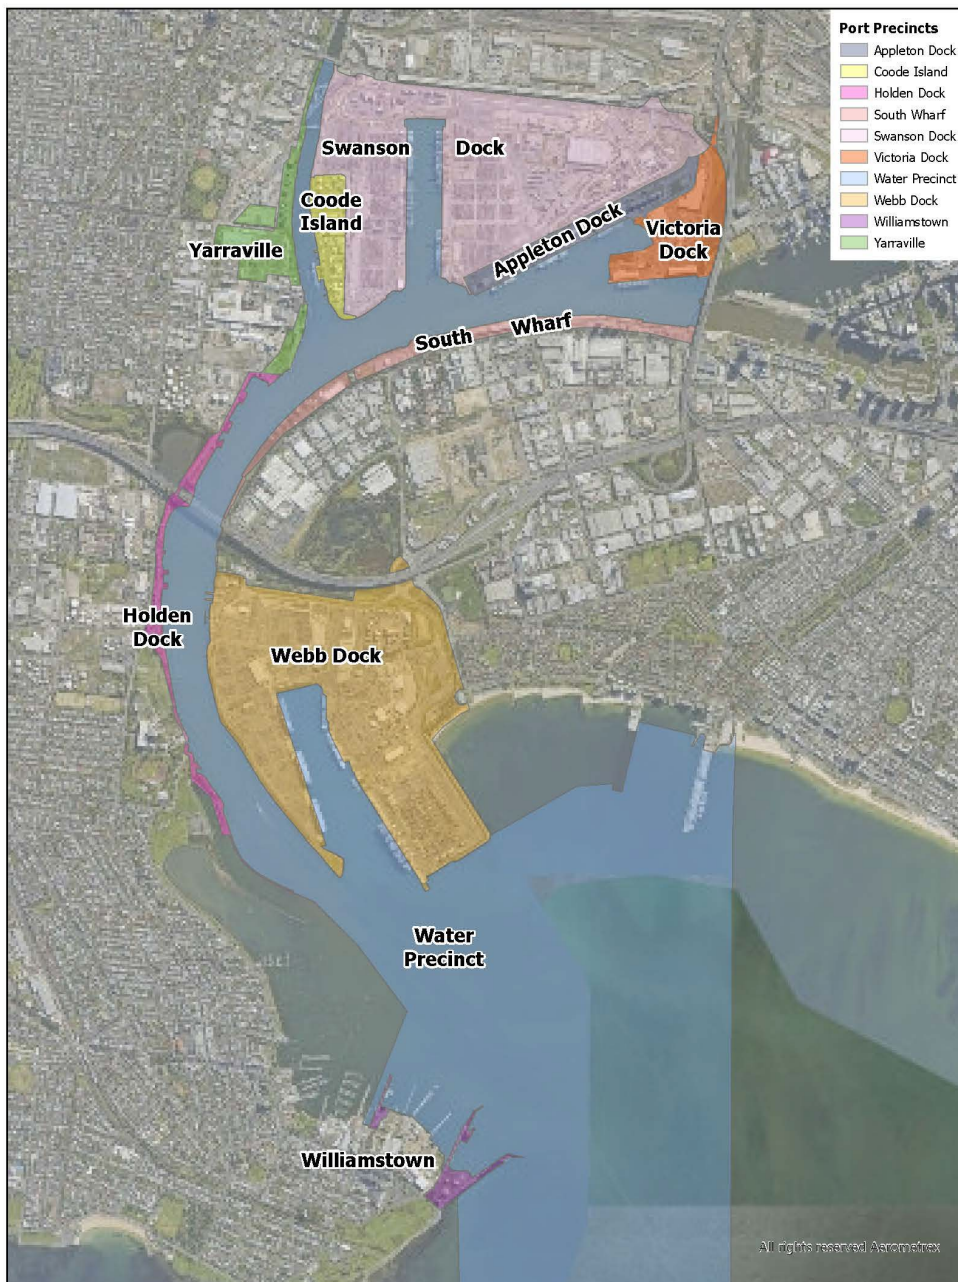 Port Precincts
Appleton Dock
Coode Island
Holden Dock
South Wharf
Swanson Dock
Victoria Dock
Water Precinct
Webb Dock
Williamstown
Yarraville
Swanson Dock
Coode
Island
Yarraville
Appleton Dock
Victoria
Dock
South Wharf
Holden
Dock
Webb Dock
Water
Precinct
Williamstown
All rights reserved Aerometrex